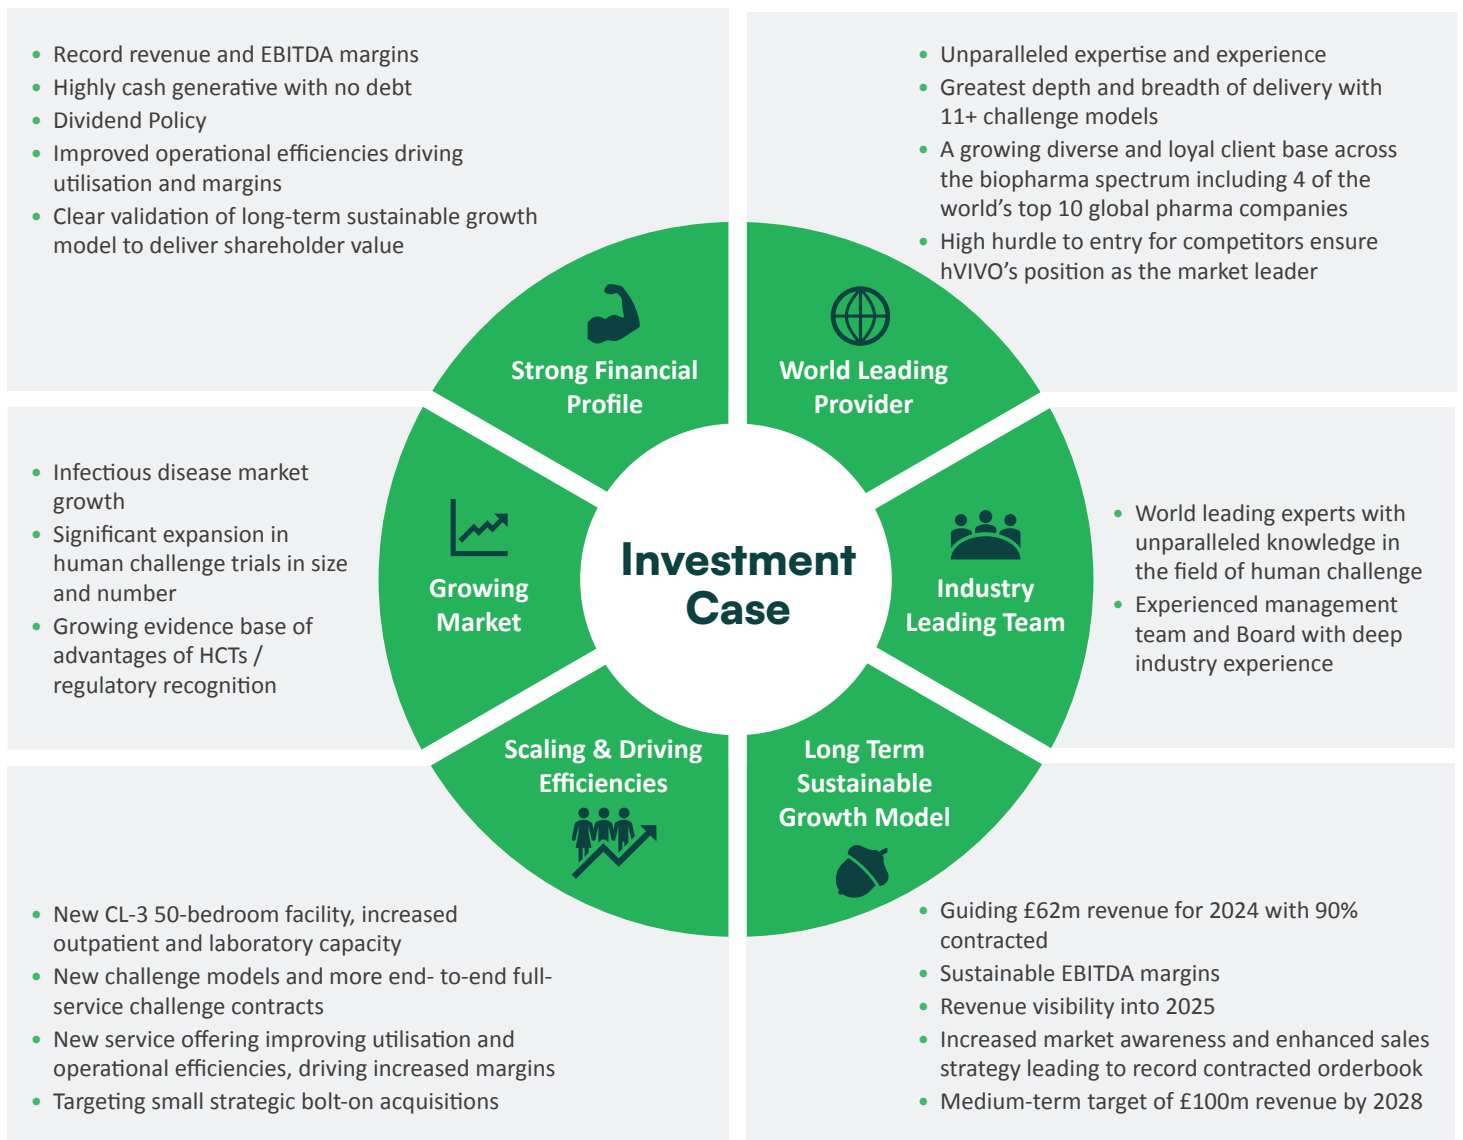 • Record revenue and EBITDA margins
• Highly cash generative with no debt
• Dividend Policy
• Improved operational efficiencies driving
utilisation and margins
• Clear validation of long-term sustainable growth
model to deliver shareholder value
• Unparalleled expertise and experience
• Greatest depth and breadth of delivery with
11+ challenge models
• A growing diverse and loyal client base across
the biopharma spectrum including 4 of the
world’s top 10 global pharma companies
• High hurdle to entry for competitors ensure
hVIVO’s position as the market leader
Strong Financial
Profile
World Leading
Provider
• Infectious disease market
growth
• Significant expansion in
human challenge trials in size
and number
• Growing evidence base of
advantages of HCTs /
regulatory recognition
Growing
Market
Investment
Case
Industry
Leading Team
• World leading experts with
unparalleled knowledge in
the field of human challenge
• Experienced management
team and Board with deep
industry experience
Scaling & Driving
Efficiencies
Long Term
Sustainable
Growth Model
• New CL-3 50-bedroom facility, increased
outpatient and laboratory capacity
• New challenge models and more end- to-end full-
service challenge contracts
• New service offering improving utilisation and
operational efficiencies, driving increased margins
• Targeting small strategic bolt-on acquisitions
• Guiding £62m revenue for 2024 with 90%
contracted
• Sustainable EBITDA margins
• Revenue visibility into 2025
• Increased market awareness and enhanced sales
strategy leading to record contracted orderbook
• Medium-term target of £100m revenue by 2028